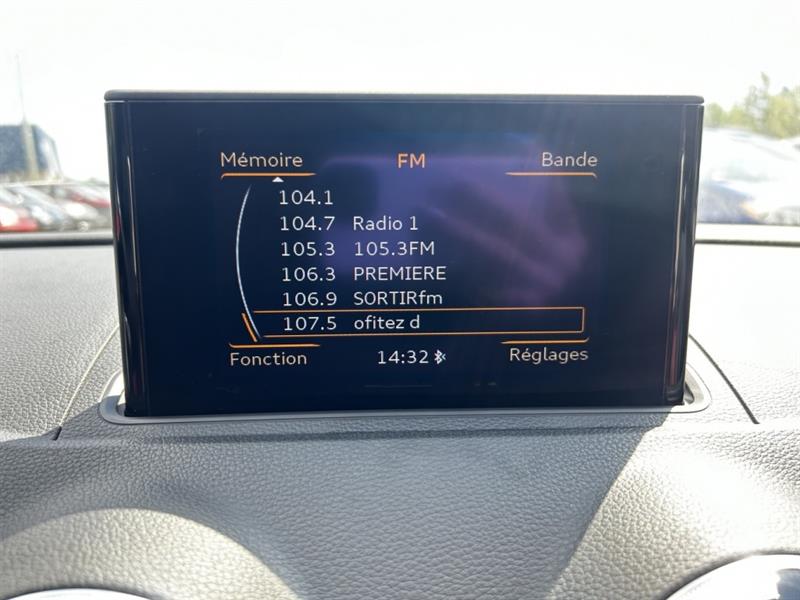 Mémoire FM Bande
104.1
104.7 Radio 1
105.3 105.3FM
106.3 PREMIERE
106.9 SORTIRfm
107.5 ofitez d
Fonction 14:32 Réglages